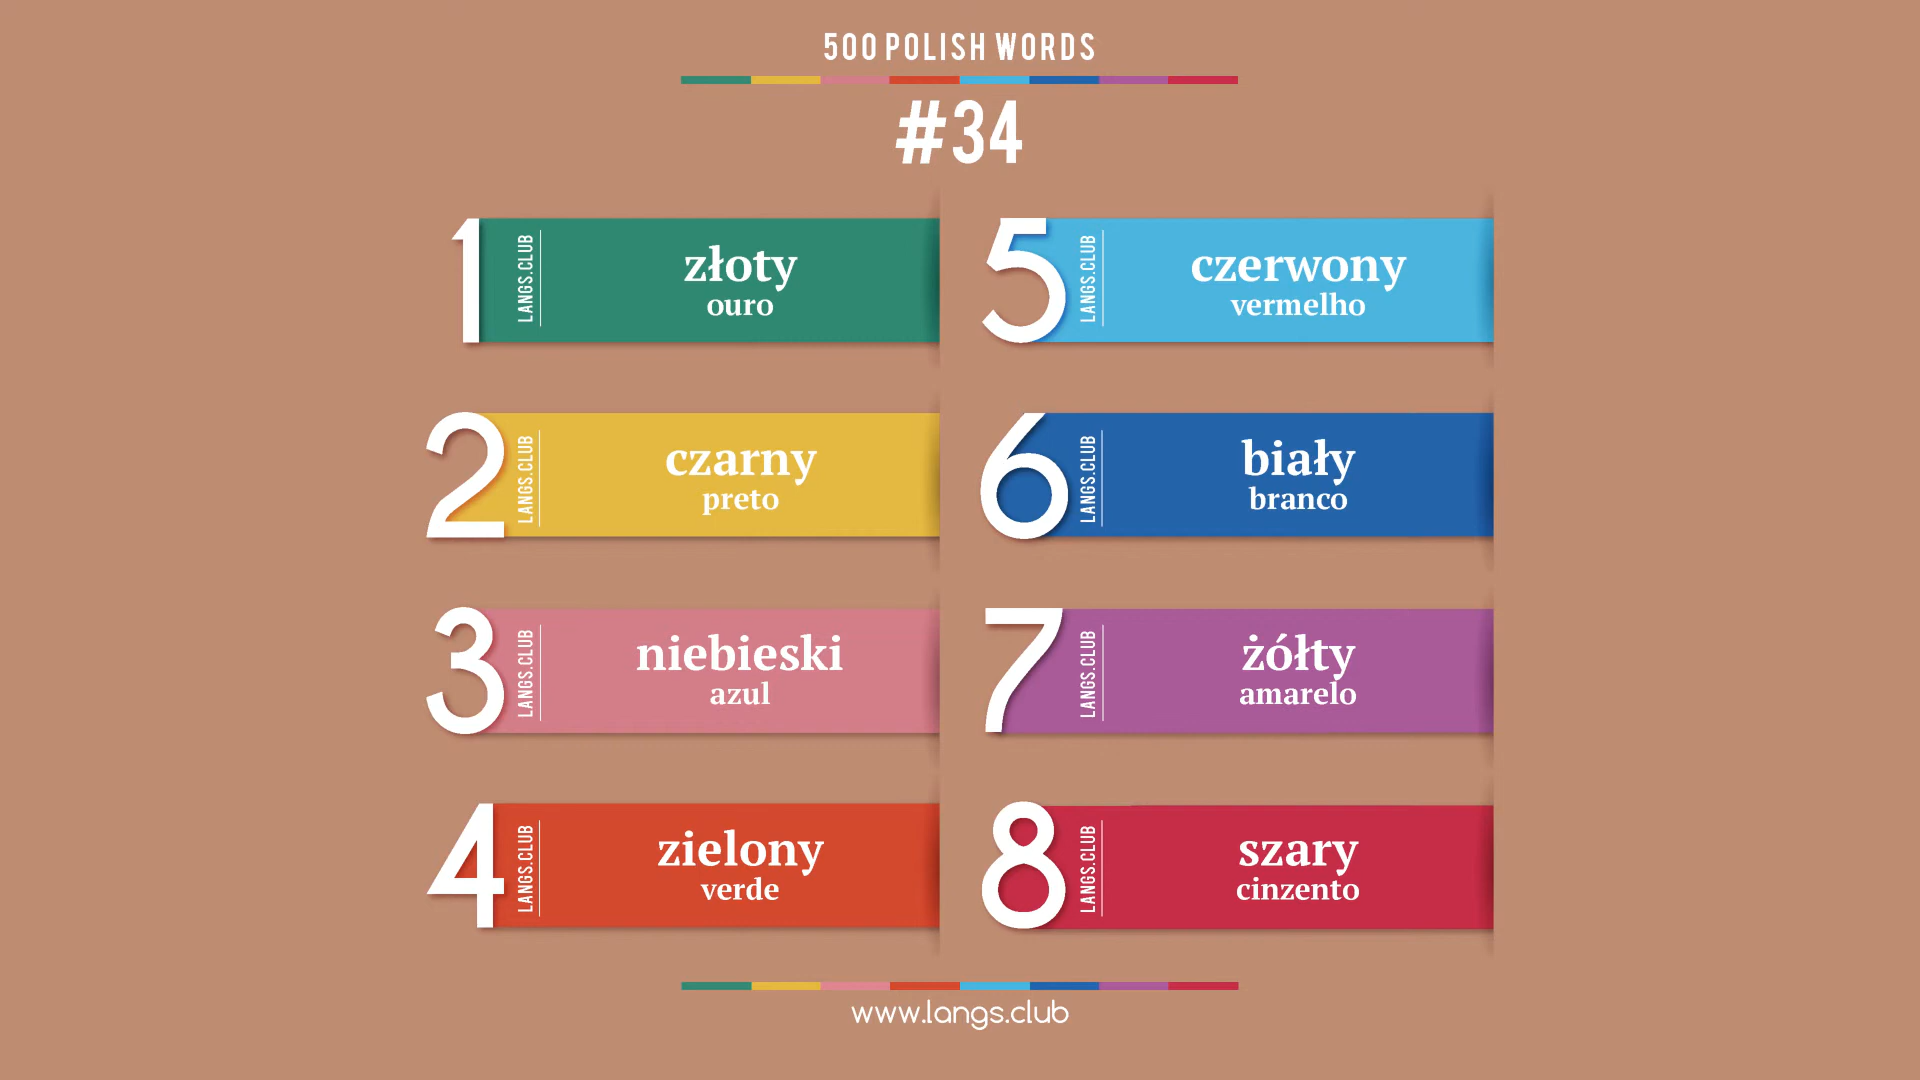 500 POLISH WORDS
#34
1
LANGS.CLUB
złoty
ouro
2
LANGS.CLUB
czarny
preto
3
LANGS.CLUB
niebieski
azul
4
LANGS.CLUB
zielony
verde
5
LANGS.CLUB
czerwony
vermelho
6
LANGS.CLUB
biały
branco
7
LANGS.CLUB
żółty
amarelo
8
LANGS.CLUB
szary
cinzento
www.langs.club